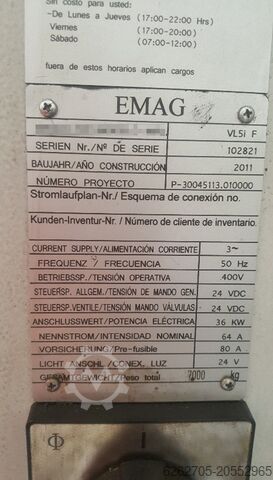 Sin costo para usted:
-De Lunes a Jueves (17:00-22:00 Hrs)
Viernes (17:00-20:00)
Sábado (07:00-12:00)
fuera de estos horarios aplican cargos
EMAG
VL5i F
SERIEN Nr./Nº DE SERIE 102821
BAUJAHR/AÑO CONSTRUCCIÓN 2011
NÚMERO PROYECTO P-30045113.010000
Stromlaufplan-Nr./ Esquema de conexión no.
Kunden-Inventur-Nr. / Número de cliente de inventario.
CURRENT SUPPLY/ALIMENTACIÓN CORRIENTE 3~
FREQUENZ / FRECUENCIA 50 Hz
BETRIEBSSP./TENSIÓN OPERATIVA 400V
STEUERSP. ALLGEM./TENSIÓN DE MANDO GEN. 24 VDC
STEUERSP.VENTILE/TENSIÓN MANDO VÁLVULAS 24 VDC
ANSCHLUSSWERT/POTENCIA ELÉCTRICA 36 KW
NENNSTROM/INTENSIDAD NOMINAL 64 A
VORSICHERUNG/Pre-fusible 80 A
LICHT ANSCHL./CONEX.LUZ 24 V
GESAMTGEWICHT/Peso total 7000 kg
I
6262705-20552965